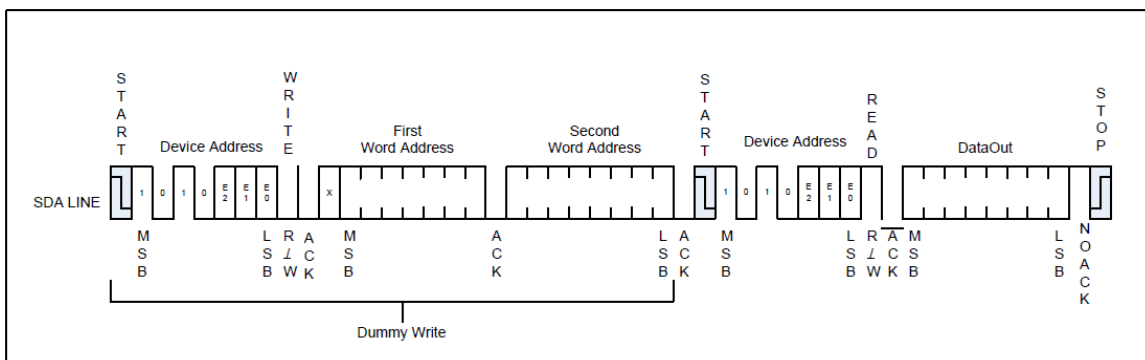 START
WRITE
START
READ
STOP
Device Address
First
Word Address
Second
Word Address
Device Address
DataOut
SDA LINE
1 0 1 0 E2 E1 E0
X
1 0 1 0 E2 E1 E0
MSB
LSB
R/W
ACK
MSB
ACK
LSB
ACK
MSB
LSB
R/W
ACK
MSB
LSB
NOACK
Dummy Write